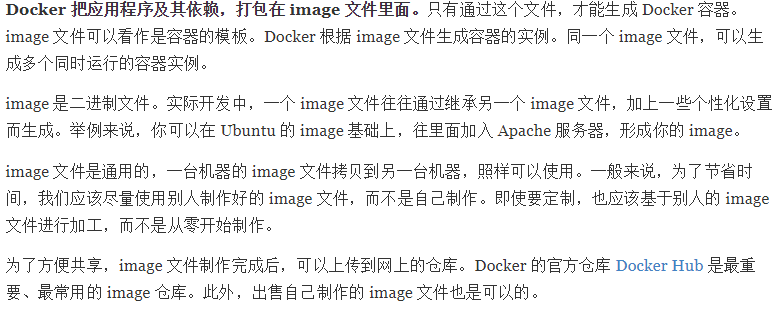 Docker 把应用程序及其依赖，打包在 image 文件里面。只有通过这个文件，才能生成 Docker 容器。
image 文件可以看作是容器的模板。Docker 根据 image 文件生成容器的实例。同一个 image 文件，可以生
成多个同时运行的容器实例。
image 是二进制文件。实际开发中，一个 image 文件往往通过继承另一个 image 文件，加上一些个性化设置
而生成。举例来说，你可以在 Ubuntu 的 image 基础上，往里面加入 Apache 服务器，形成你的 image。
image 文件是通用的，一台机器的 image 文件拷贝到另一台机器，照样可以使用。一般来说，为了节省时
间，我们应该尽量使用别人制作好的 image 文件，而不是自己制作。即使要定制，也应该基于别人的 image
文件进行加工，而不是从零开始制作。
为了方便共享，image 文件制作完成后，可以上传到网上的仓库。Docker 的官方仓库 Docker Hub 是最重
要、最常用的 image 仓库。此外，出售自己制作的 image 文件也是可以的。